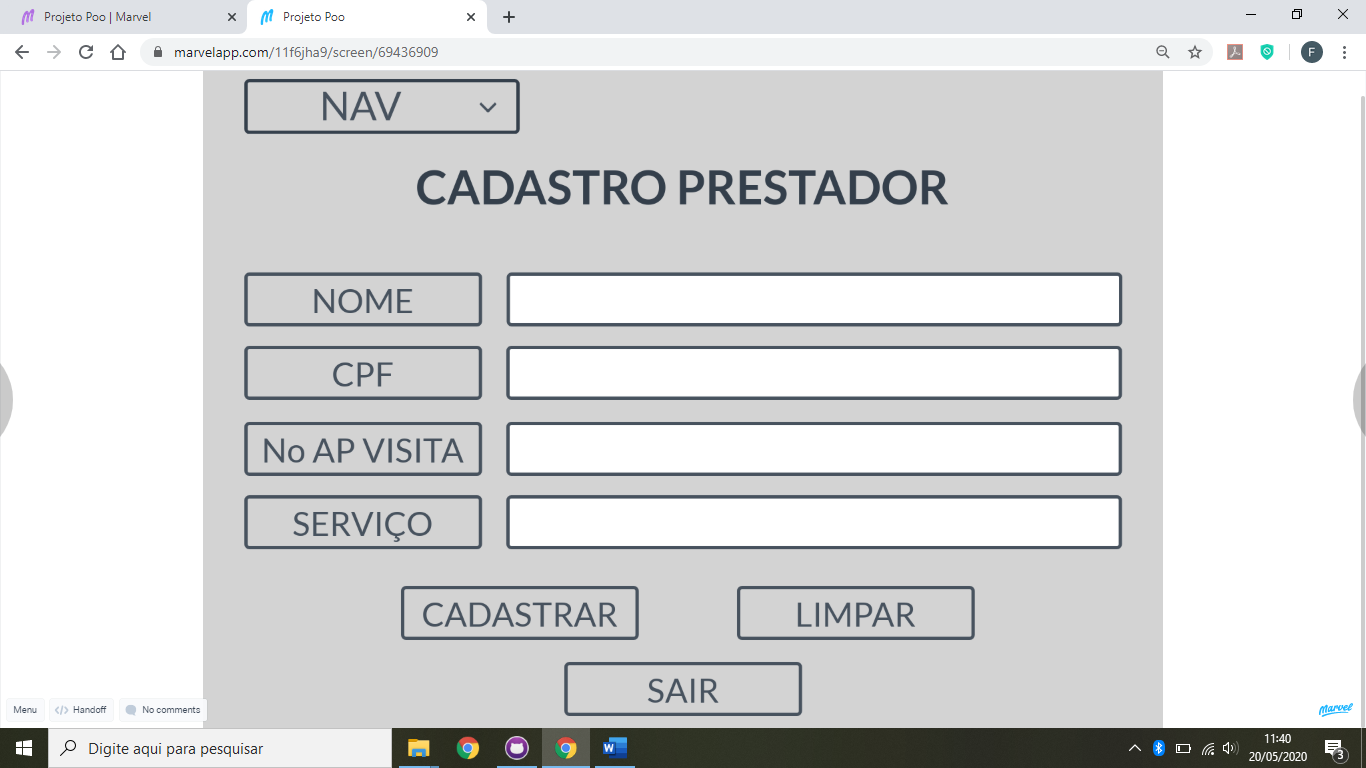 Projeto Poo | Marvel
Projeto Poo
marvelapp.com/11f6jha9/screen/69436909
F
NAV
CADASTRO PRESTADOR
NOME
CPF
No AP VISITA
SERVIÇO
CADASTRAR
LIMPAR
SAIR
Menu
Handoff
No comments
Marvel
Digite aqui para pesquisar
11:40
20/05/2020
3